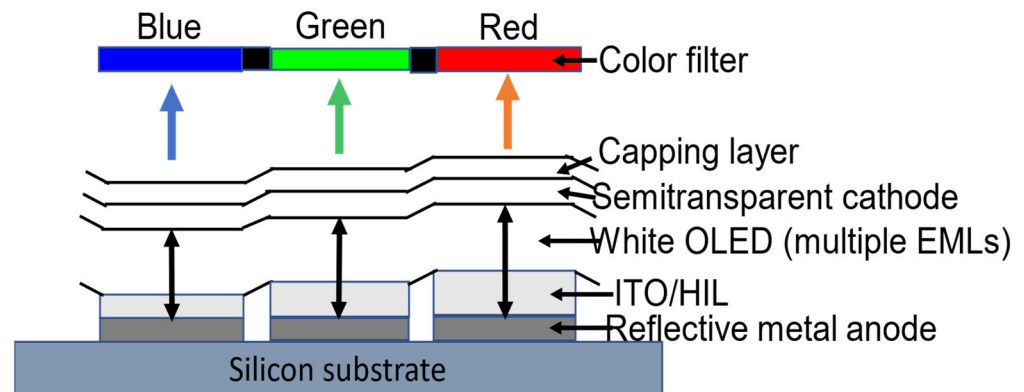 Blue
Green
Red
Color filter
Capping layer
Semitransparent cathode
White OLED (multiple EMLs)
ITO/HIL
Reflective metal anode
Silicon substrate